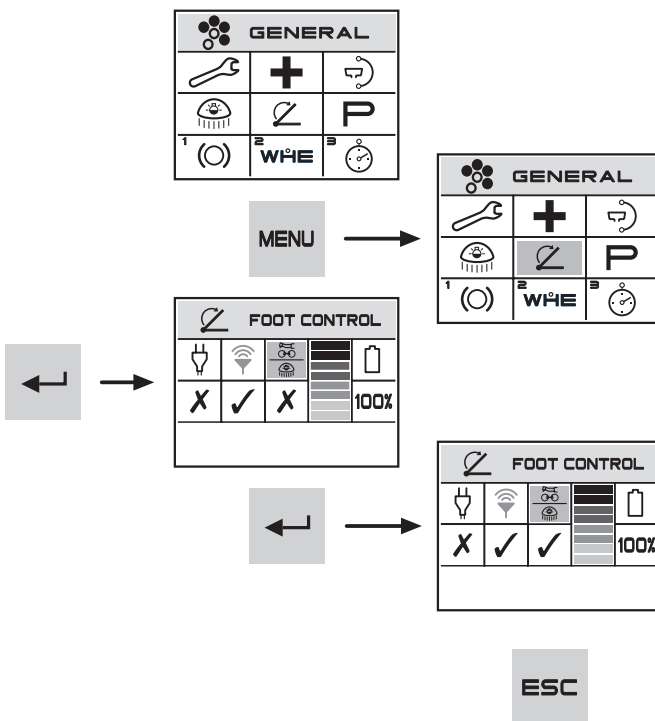 GENERAL
P
1 2 WHE 3
MENU
GENERAL
P
1 2 WHE 3
FOOT CONTROL
✗ ✓ ✗ 100%
FOOT CONTROL
✗ ✓ ✓ 100%
ESC